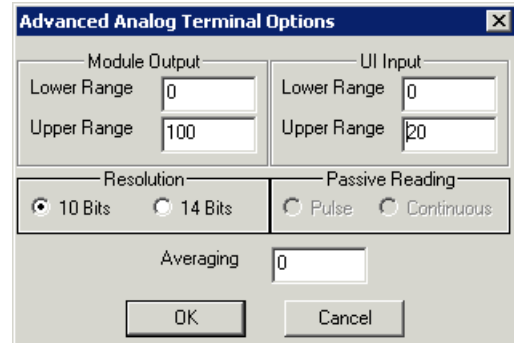 Advanced Analog Terminal Options
Module Output
Lower Range 0
Upper Range 100
UI Input
Lower Range 0
Upper Range 20
Resolution
10 Bits 14 Bits
Passive Reading
Pulse Continuous
Averaging 0
OK Cancel